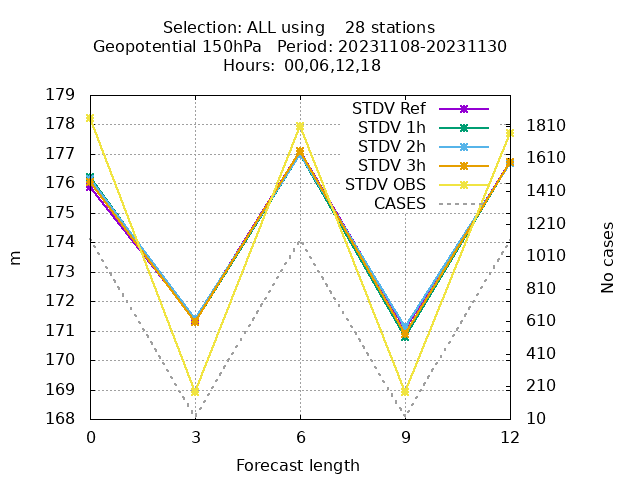 Selection: ALL using    28 stations
Geopotential 150hPa   Period: 20231108-20231130
Hours: 00,06,12,18
179
178
177
176
175
174
173
172
171
170
169
168
m
1810
1610
1410
1210
1010
810
610
410
210
10
No cases
STDV Ref
STDV 1h
STDV 2h
STDV 3h
STDV OBS
CASES
0 3 6 9 12
Forecast length